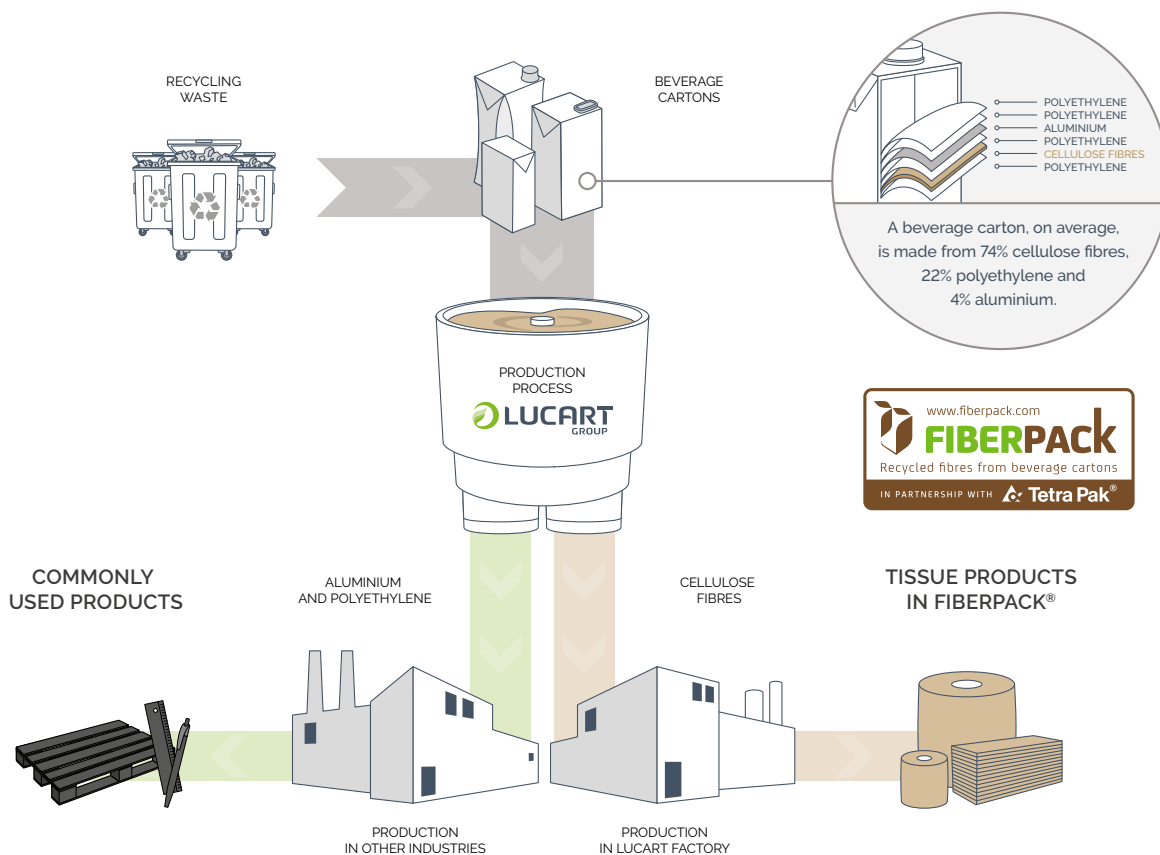 RECYCLING
WASTE
BEVERAGE
CARTONS
POLYETHYLENE
POLYETHYLENE
ALUMINIUM
POLYETHYLENE
CELLULOSE FIBRES
POLYETHYLENE
A beverage carton, on average,
is made from 74% cellulose fibres,
22% polyethylene and
4% aluminium.
PRODUCTION
PROCESS
LUCART
GROUP
www.fiberpack.com
FIBERPACK
Recycled fibres from beverage cartons
IN PARTNERSHIP WITH Tetra Pak®
COMMONLY
USED PRODUCTS
ALUMINIUM
AND POLYETHYLENE
CELLULOSE
FIBRES
TISSUE PRODUCTS
IN FIBERPACK®
PRODUCTION
IN OTHER INDUSTRIES
PRODUCTION
IN LUCART FACTORY